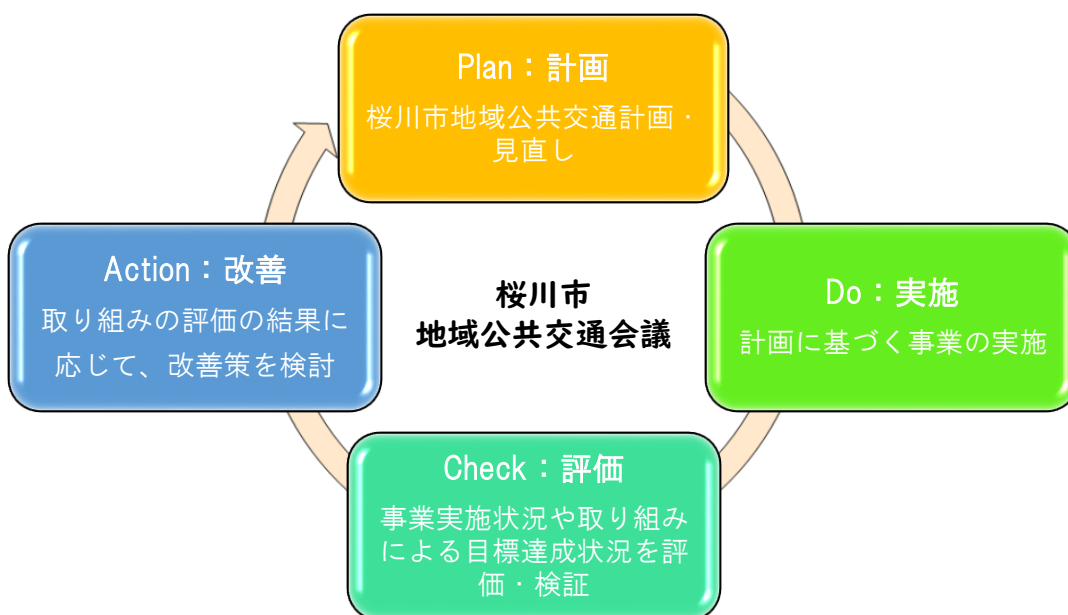 Plan：計画
桜川市地域公共交通計画・
見直し
Action：改善
取り組みの評価の結果に
応じて、改善策を検討
桜川市
地域公共交通会議
Do：実施
計画に基づく事業の実施
Check：評価
事業実施状況や取り組み
による目標達成状況を評
価・検証